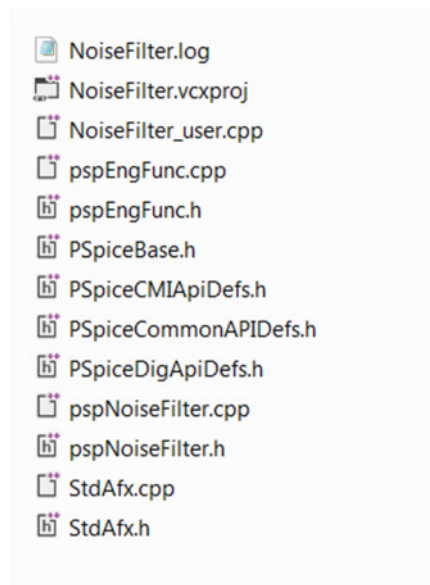 NoiseFilter.log
NoiseFilter.vcxproj
NoiseFilter_user.cpp
pspEngFunc.cpp
pspEngFunc.h
PSpiceBase.h
PSpiceCMIApiDefs.h
PSpiceCommonAPIDefs.h
PSpiceDigApiDefs.h
pspNoiseFilter.cpp
pspNoiseFilter.h
StdAfx.cpp
StdAfx.h